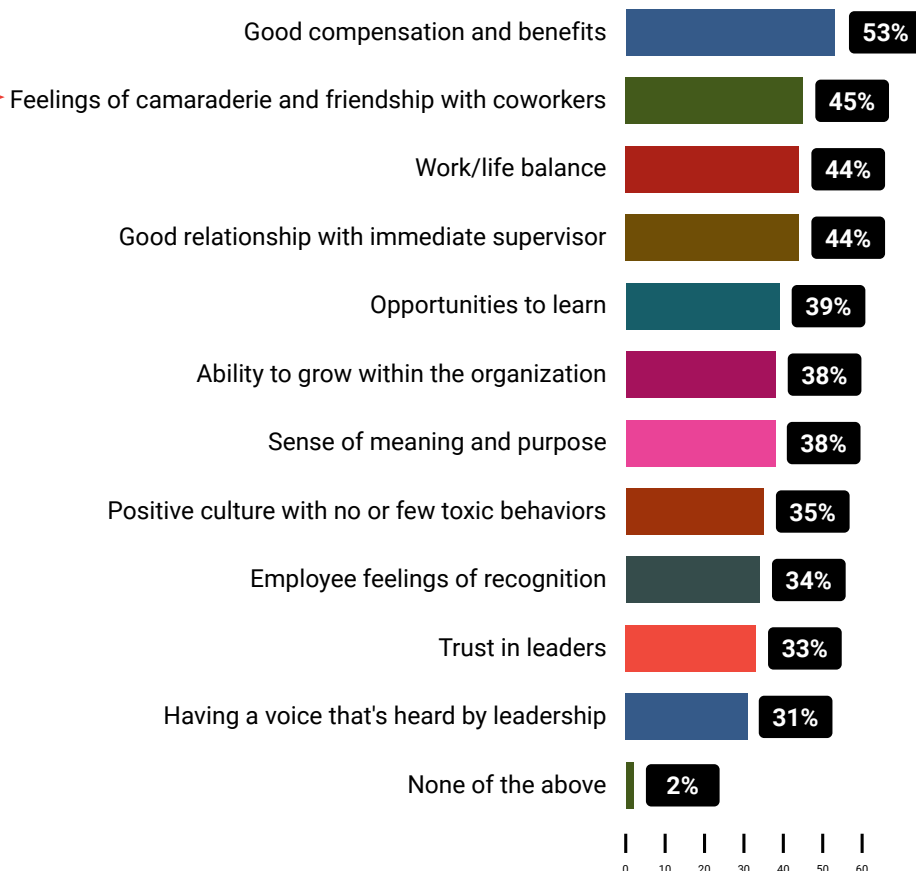 Good compensation and benefits 53%
Feelings of camaraderie and friendship with coworkers 45%
Work/life balance 44%
Good relationship with immediate supervisor 44%
Opportunities to learn 39%
Ability to grow within the organization 38%
Sense of meaning and purpose 38%
Positive culture with no or few toxic behaviors 35%
Employee feelings of recognition 34%
Trust in leaders 33%
Having a voice that's heard by leadership 31%
None of the above 2%
0 10 20 30 40 50 60